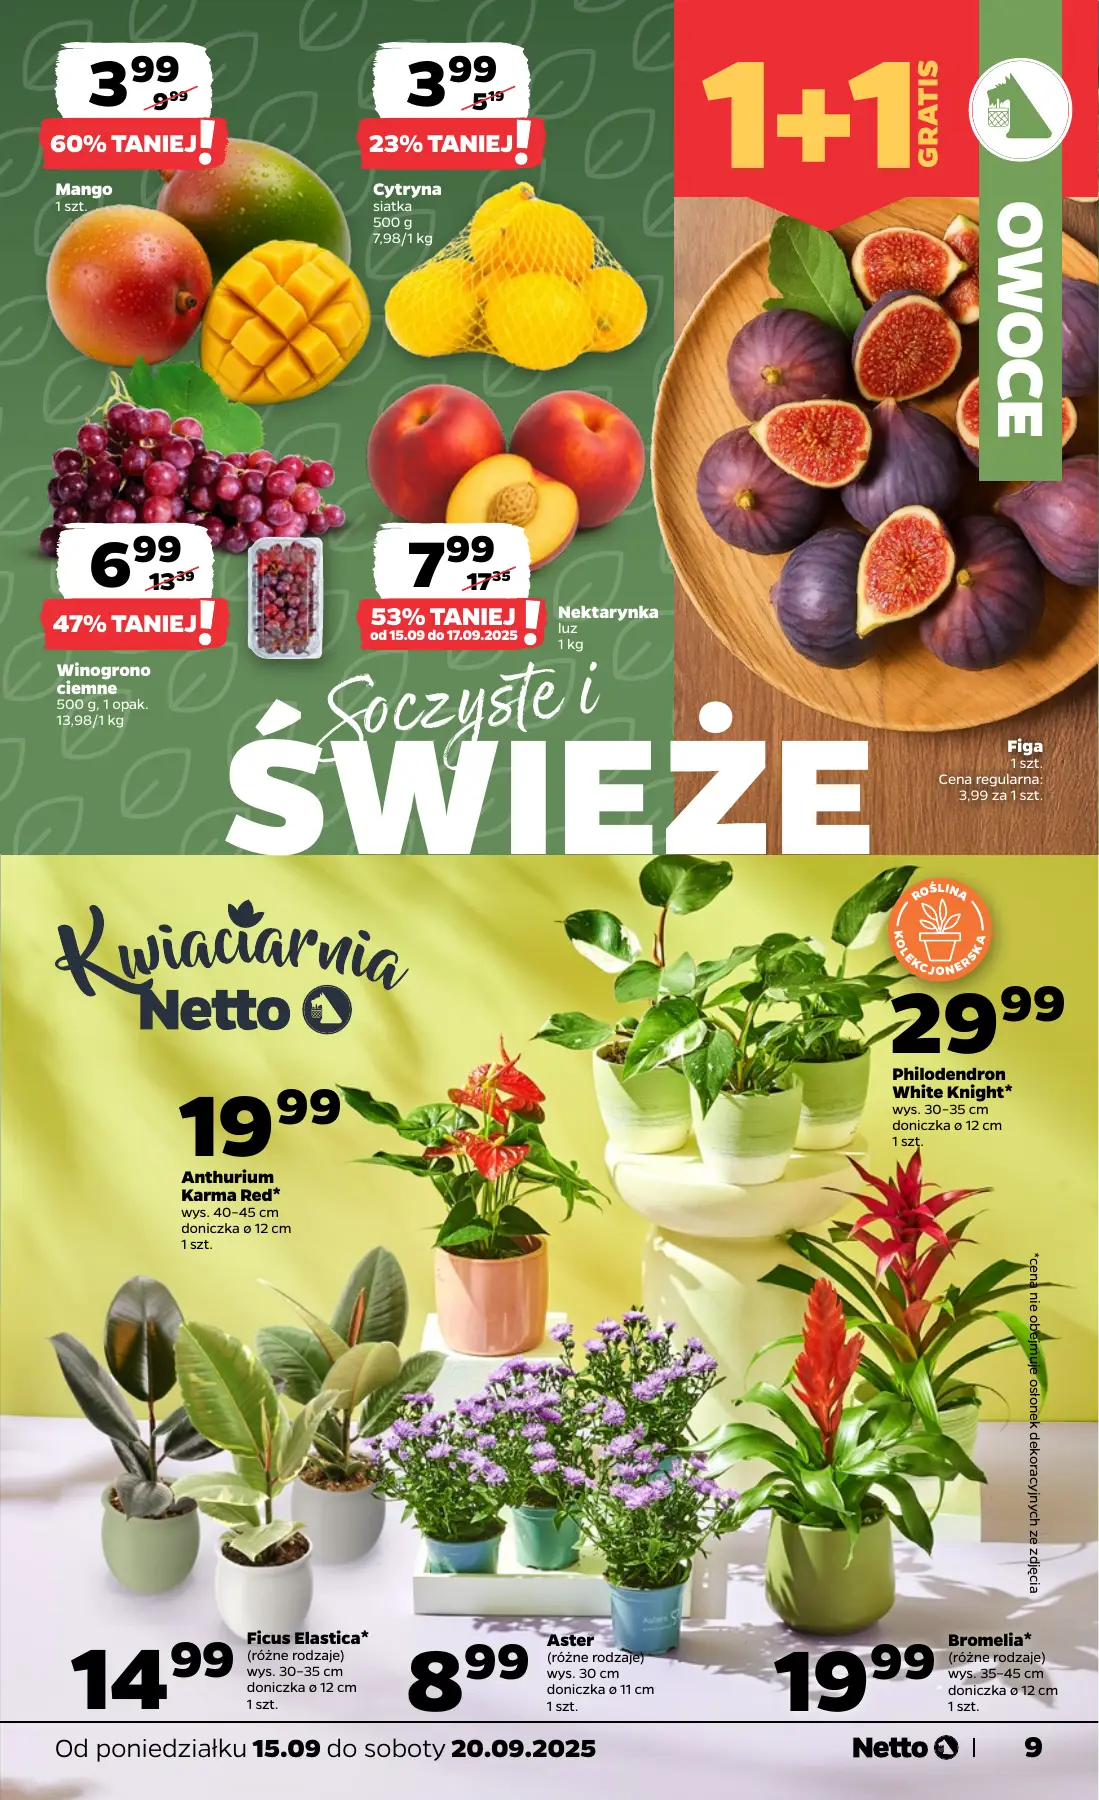 3 99
9 99
60% TANIEJ!
Mango
1 szt.
3 99
5 19
23% TANIEJ!
Cytryna
siatka
500 g
7,98/1 kg
1+1
GRATIS
OWOCE
6 99
13 39
47% TANIEJ!
Winogrono
ciemne
500 g, 1 opak.
13,98/1 kg
7 99
17 35
53% TANIEJ!
od 15.09 do 17.09.2025
Nektarynka
luz
1 kg
Soczyste i
ŚWIEŻE
Figa
1 szt.
Cena regularna:
3,99 za 1 szt.
Kwiaciarnia
Netto
ROŚLINA
KOLEKCJONERSKA
29 99
Philodendron
White Knight*
wys. 30–35 cm
doniczka ø 12 cm
1 szt.
19 99
Anthurium
Karma Red*
wys. 40–45 cm
doniczka ø 12 cm
1 szt.
*cena nie obejmuje osłonek dekoracyjnych ze zdjęcia
14 99
Ficus Elastica*
(różne rodzaje)
wys. 30–35 cm
doniczka ø 12 cm
1 szt.
8 99
Aster
(różne rodzaje)
wys. 30 cm
doniczka ø 11 cm
1 szt.
19 99
Bromelia*
(różne rodzaje)
wys. 35–45 cm
doniczka ø 12 cm
1 szt.
Od poniedziałku 15.09 do soboty 20.09.2025
Netto
9